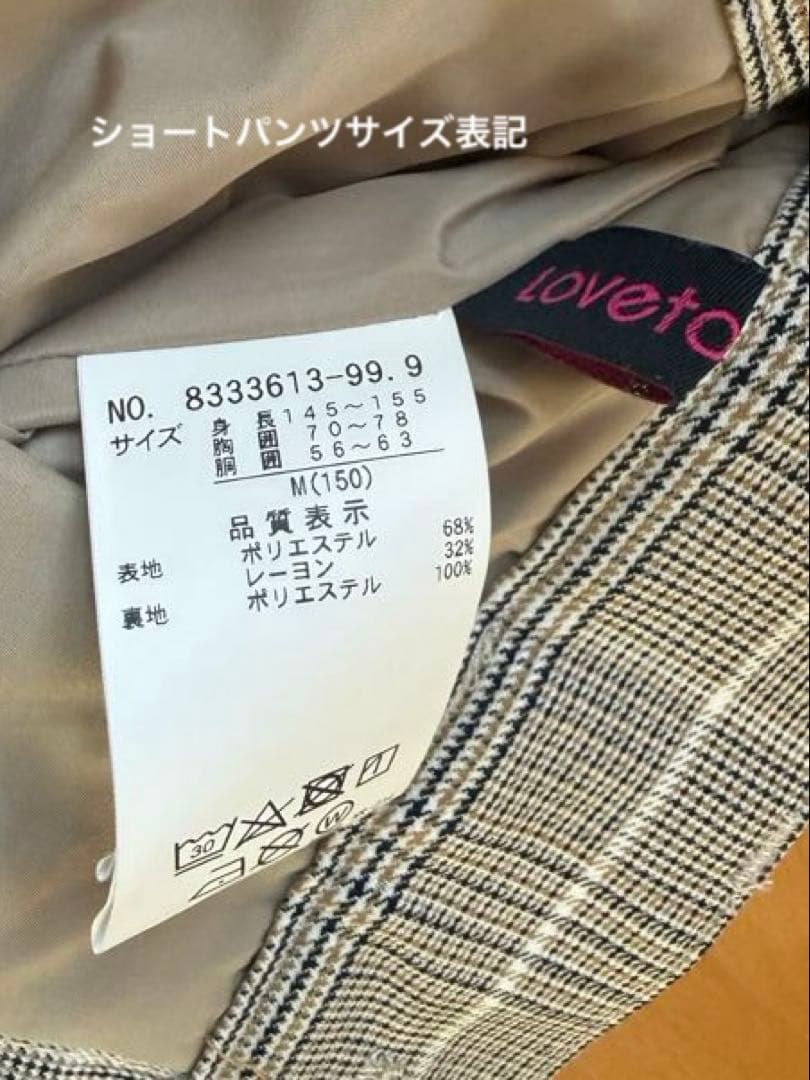 ショートパンツサイズ表記
Loveto
NO. 8333613-99.9
サイズ 身 長 145～155
胸 囲 70～78
胴 囲 56～63
M(150)
品質表示
表地 ポリエステル 68%
レーヨン 32%
裏地 ポリエステル 100%
30
W